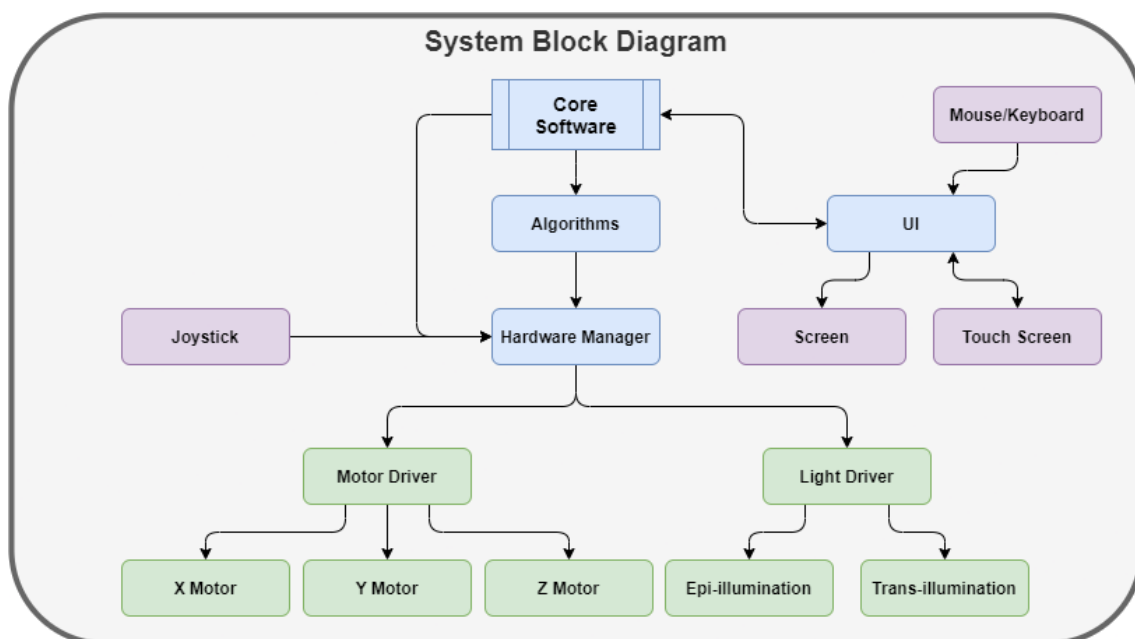 System Block Diagram
Core
Software
Mouse/Keyboard
Algorithms
UI
Joystick
Hardware Manager
Screen
Touch Screen
Motor Driver
Light Driver
X Motor
Y Motor
Z Motor
Epi-illumination
Trans-illumination